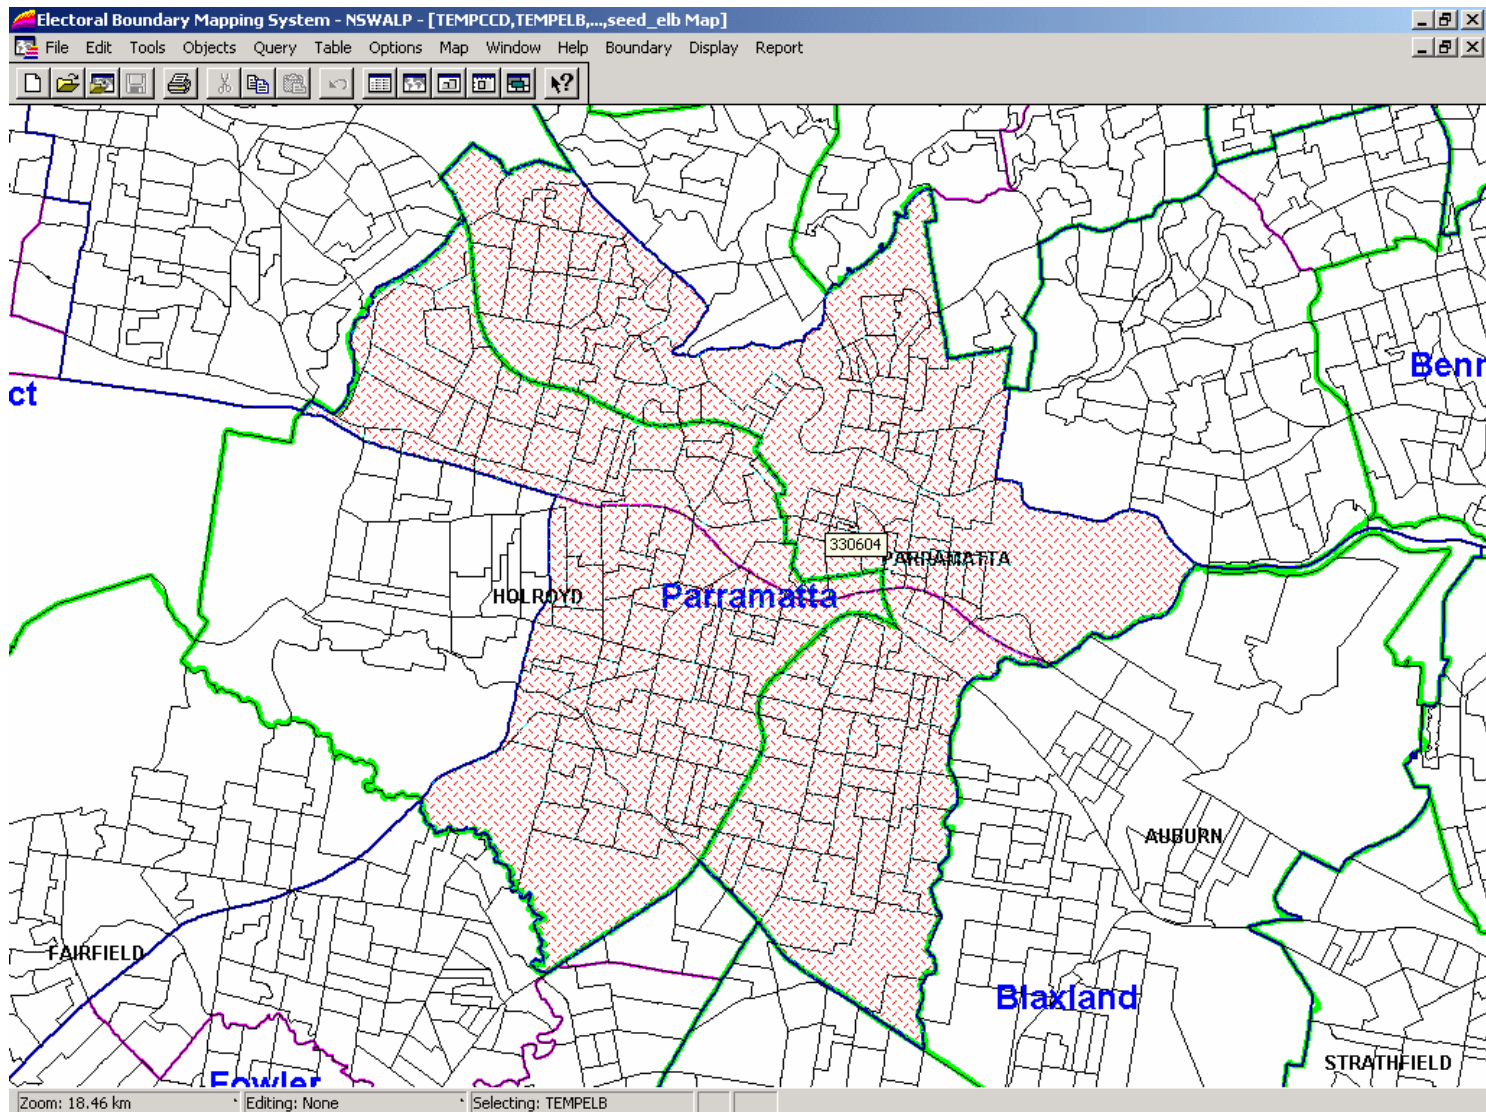 Electoral Boundary Mapping System - NSWALP - [TEMPCCD,TEMPELB,...,seed_elb Map]
File Edit Tools Objects Query Table Options Map Window Help Boundary Display Report
Benn
ct
330604
PARRAMATTA
HOLROYD
Parramatta
AUBURN
FAIRFIELD
Blaxland
STRATHFIELD
Fowler
Zoom: 18.46 km Editing: None Selecting: TEMPELB